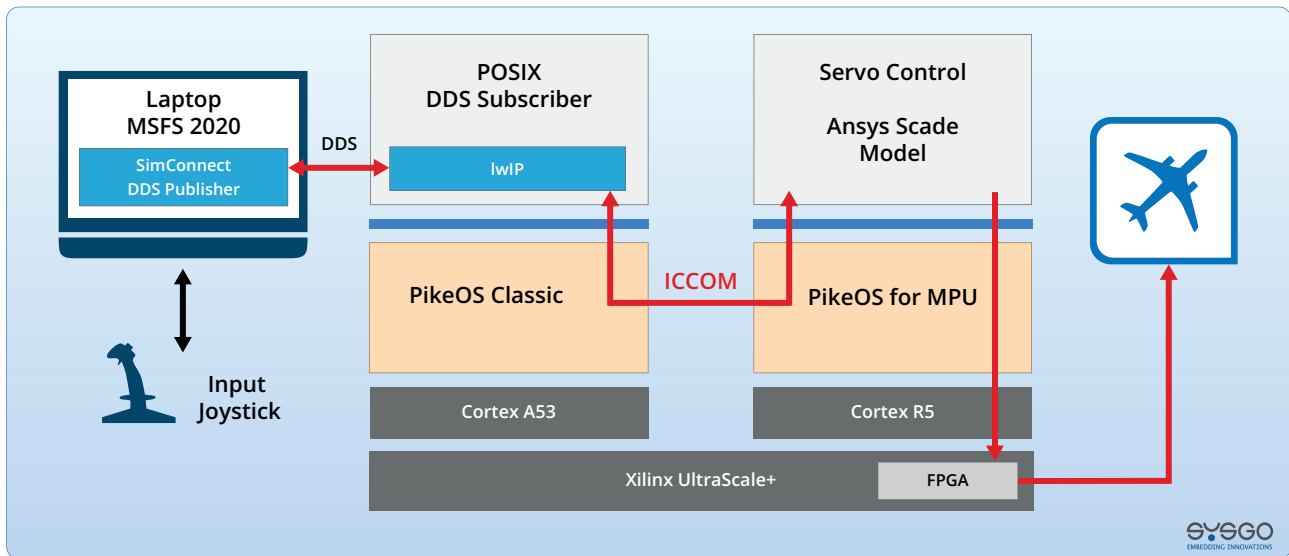 Laptop
MSFS 2020
SimConnect
DDS Publisher
DDS
Input
Joystick
POSIX
DDS Subscriber
lwIP
PikeOS Classic
Cortex A53
ICCOM
Servo Control
Ansys Scade
Model
PikeOS for MPU
Cortex R5
Xilinx UltraScale+
FPGA
SYSGO
EMBEDDING INNOVATIONS